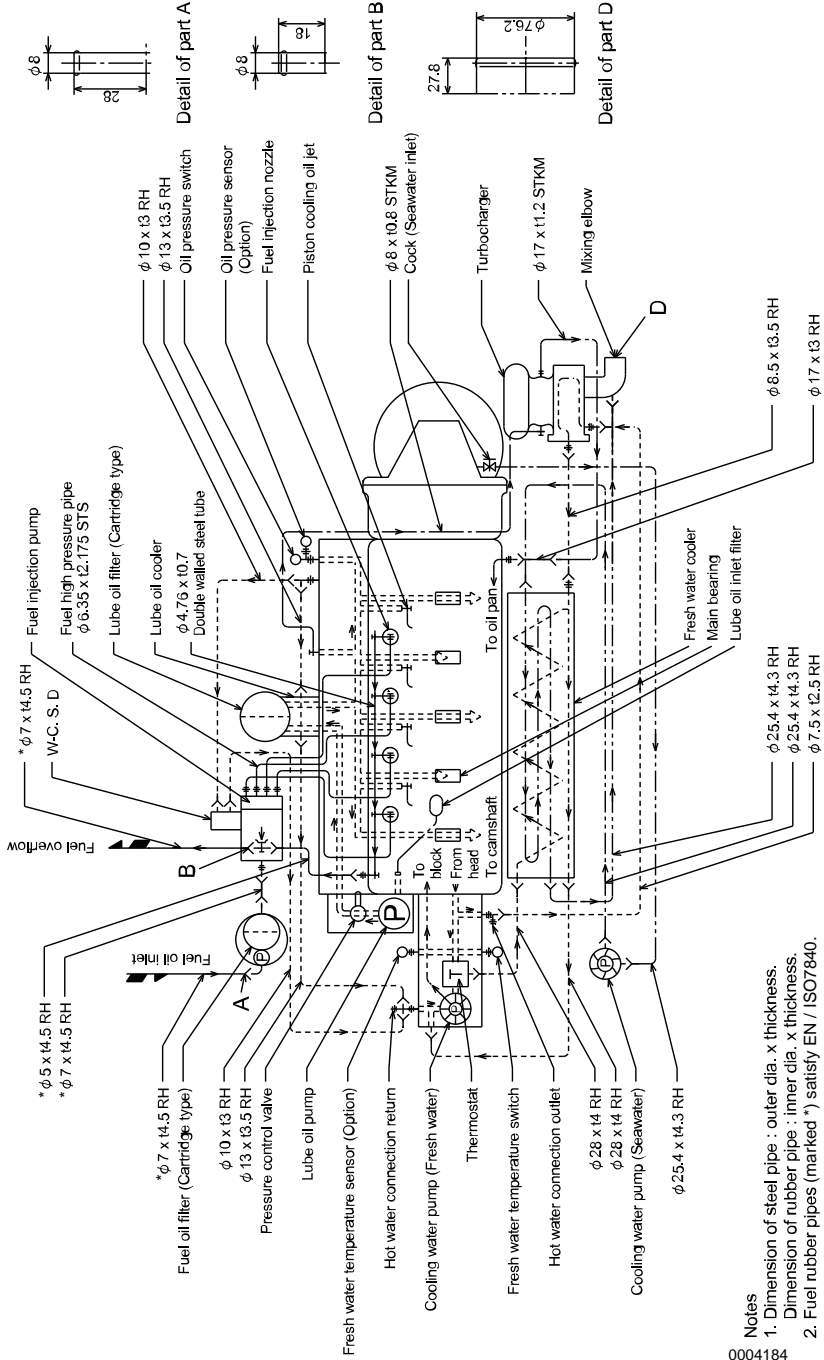 φ8
28
Detail of part A
φ8
18
Detail of part B
φ76.2
27.8
Detail of part D
*φ5 x t4.5 RH
*φ7 x t4.5 RH
*φ7 x t4.5 RH
W-C. S. D
Fuel injection pump
Fuel high pressure pipe
φ6.35 x t2.175 STS
Lube oil filter (Cartridge type)
Lube oil cooler
φ4.76 x t0.7
Double walled steel tube
φ10 x t3 RH
φ13 x t3.5 RH
Oil pressure switch
Oil pressure sensor
(Option)
Fuel injection nozzle
Piston cooling oil jet
φ8 x t0.8 STKM
Cock (Seawater inlet)
Turbocharger
φ17 x t1.2 STKM
Mixing elbow
D
Fuel overflow
B
Fuel oil inlet
A
P
*φ7 x t4.5 RH
Fuel oil filter (Cartridge type)
φ10 x t3 RH
φ13 x t3.5 RH
Pressure control valve
Lube oil pump
Fresh water temperature sensor (Option)
Hot water connection return
Cooling water pump (Fresh water)
Thermostat
Fresh water temperature switch
Hot water connection outlet
φ28 x t4 RH
φ28 x t4 RH
Cooling water pump (Seawater)
φ25.4 x t4.3 RH
P
P
T
P
To
block
From
head
To camshaft
To oil pan
Fresh water cooler
Main bearing
Lube oil inlet filter
φ8.5 x t3.5 RH
φ17 x t3 RH
φ25.4 x t4.3 RH
φ25.4 x t4.3 RH
φ7.5 x t2.5 RH
Notes
1. Dimension of steel pipe : outer dia. x thickness.
Dimension of rubber pipe : inner dia. x thickness.
2. Fuel rubber pipes (marked *) satisfy EN / ISO7840.
0004184